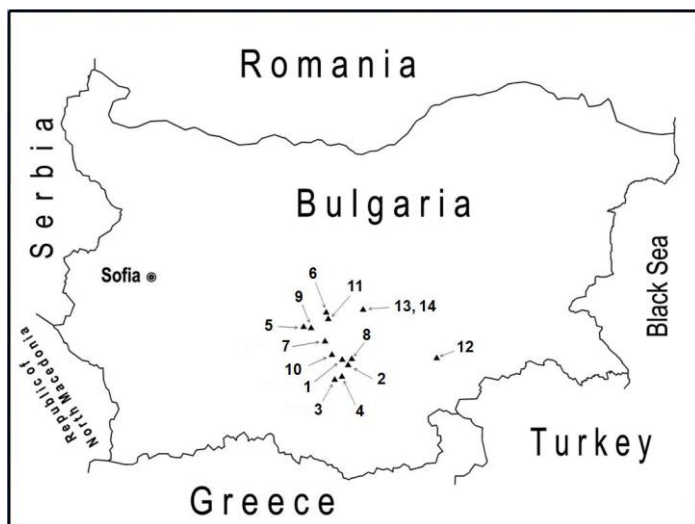 Romania
Serbia
Bulgaria
Black Sea
Sofia
6
11
9
13, 14
5
7
8
12
10
1
2
3
4
Republic of
North Macedonia
Turkey
Greece